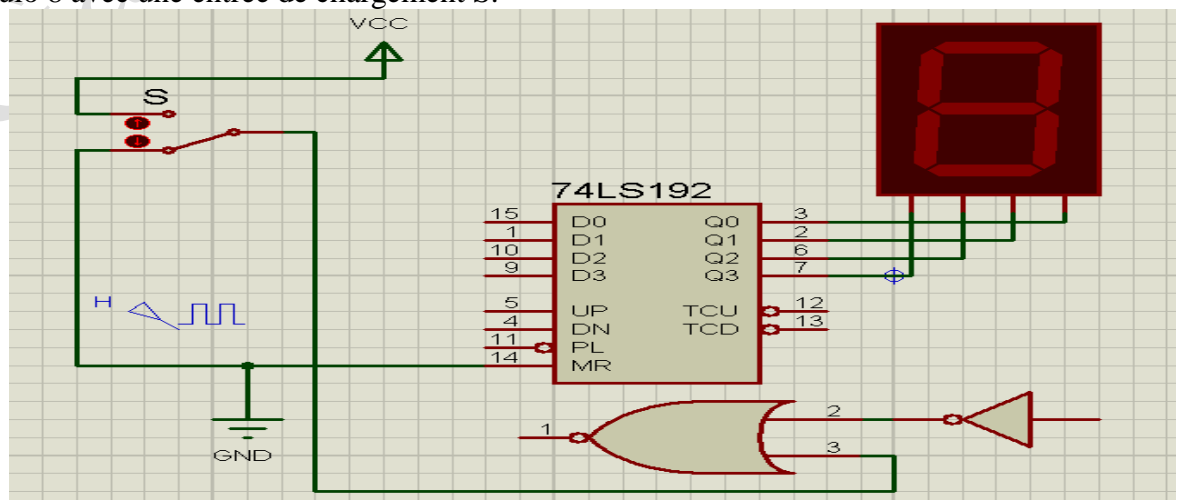 avec une entrée de chargement S.
VCC
S
74LS192
15 D0 Q0 3
1 D1 Q1 2
10 D2 Q2 6
9 D3 Q3 7
H
5 UP TCU 12
4 DN TCD 13
11 PL
14 MR
1 2
3
GND